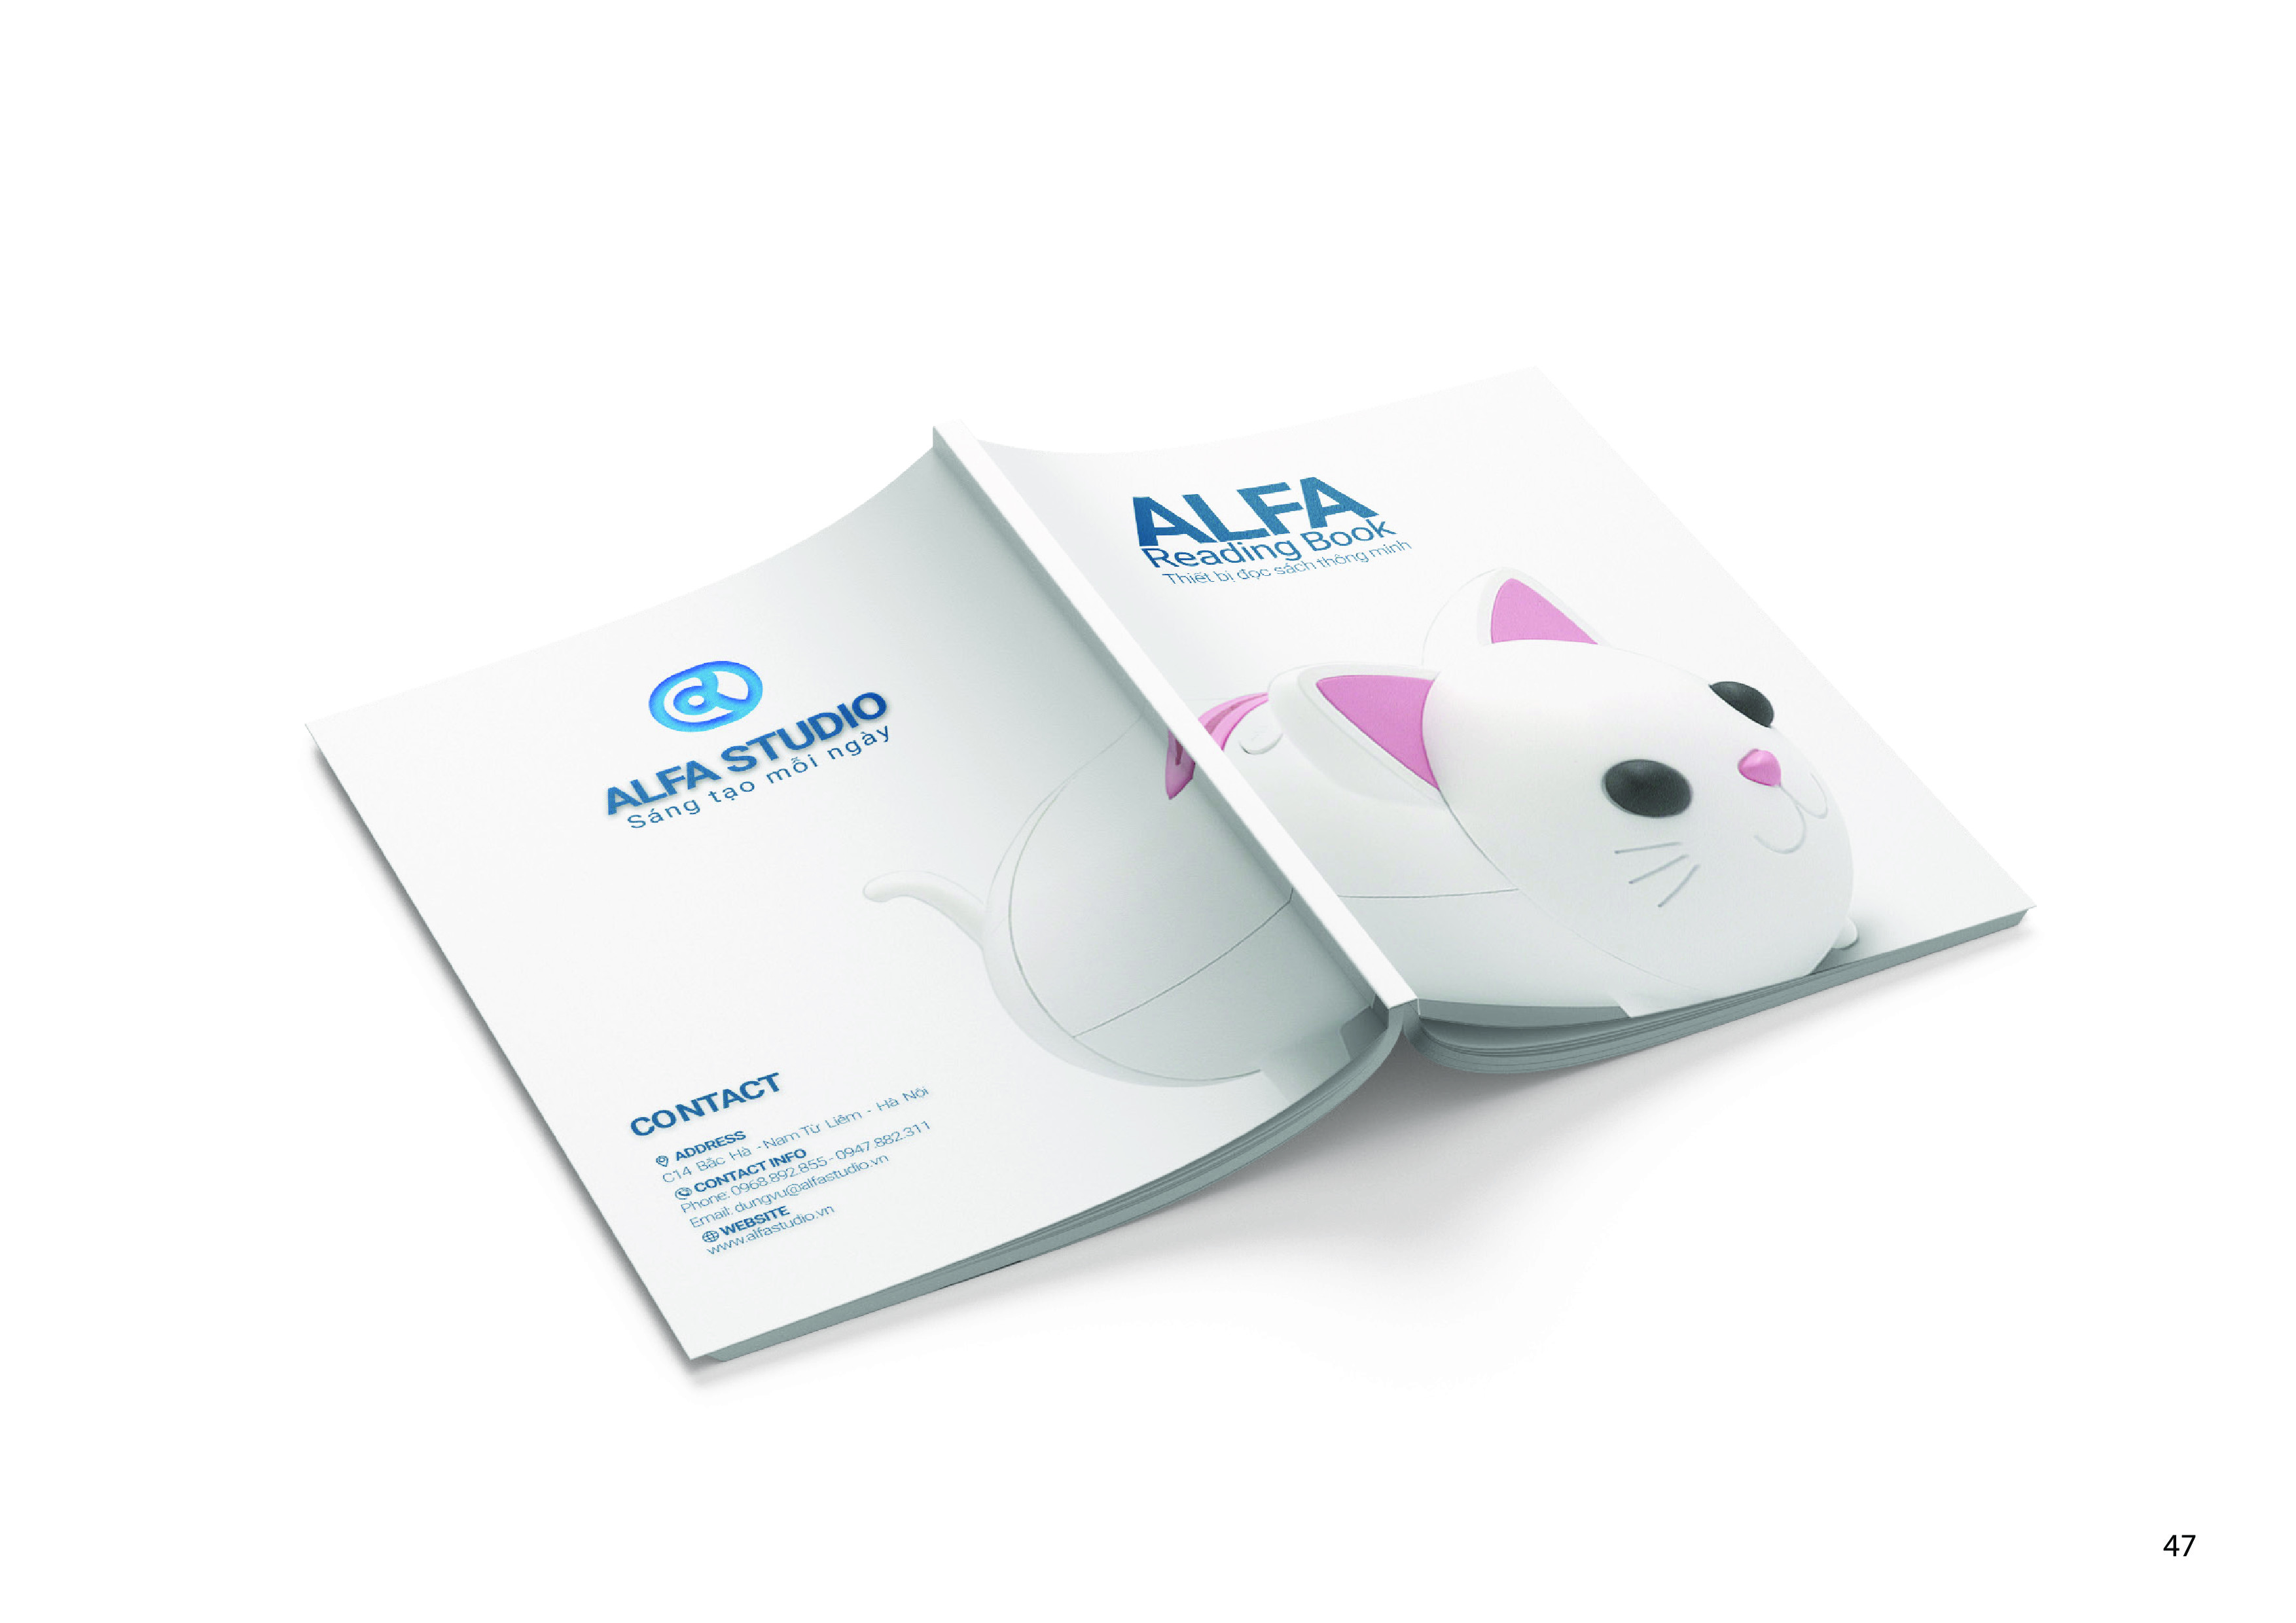 ALFA STUDIO
Sáng tạo mỗi ngày
CONTACT
ADDRESS
C14 Bắc Hà - Nam Từ Liêm - Hà Nôi
CONTACT INFO
Phone: 0968.892.855 - 0947.882.311
Email: dungvu@alfastudio.vn
WEBSITE
www.alfastudio.vn
ALFA
Reading Book
Thiết bị đọc sách thông minh
47